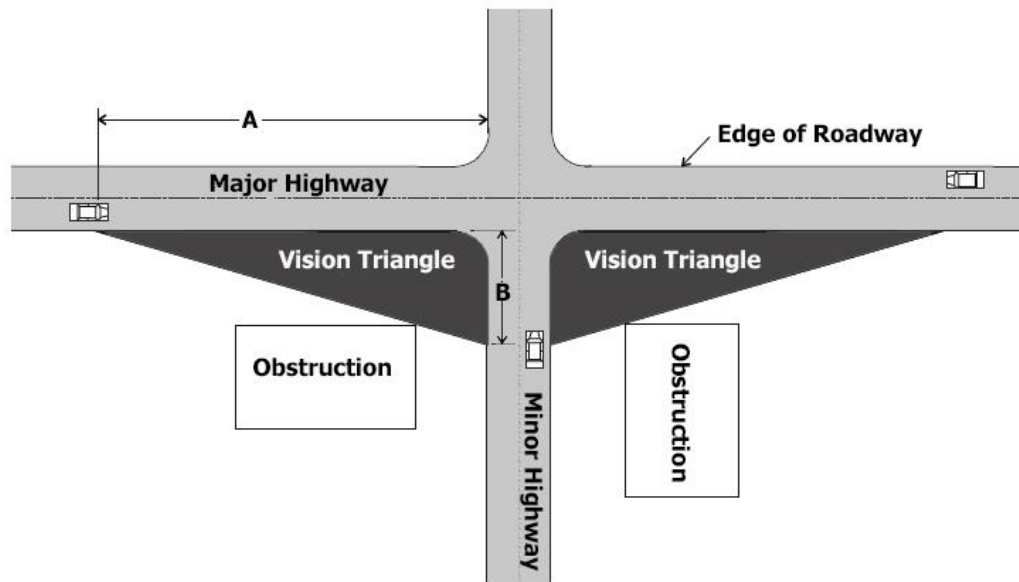 A
Edge of Roadway
Major Highway
Vision Triangle
Vision Triangle
B
Obstruction
Obstruction
Minor Highway